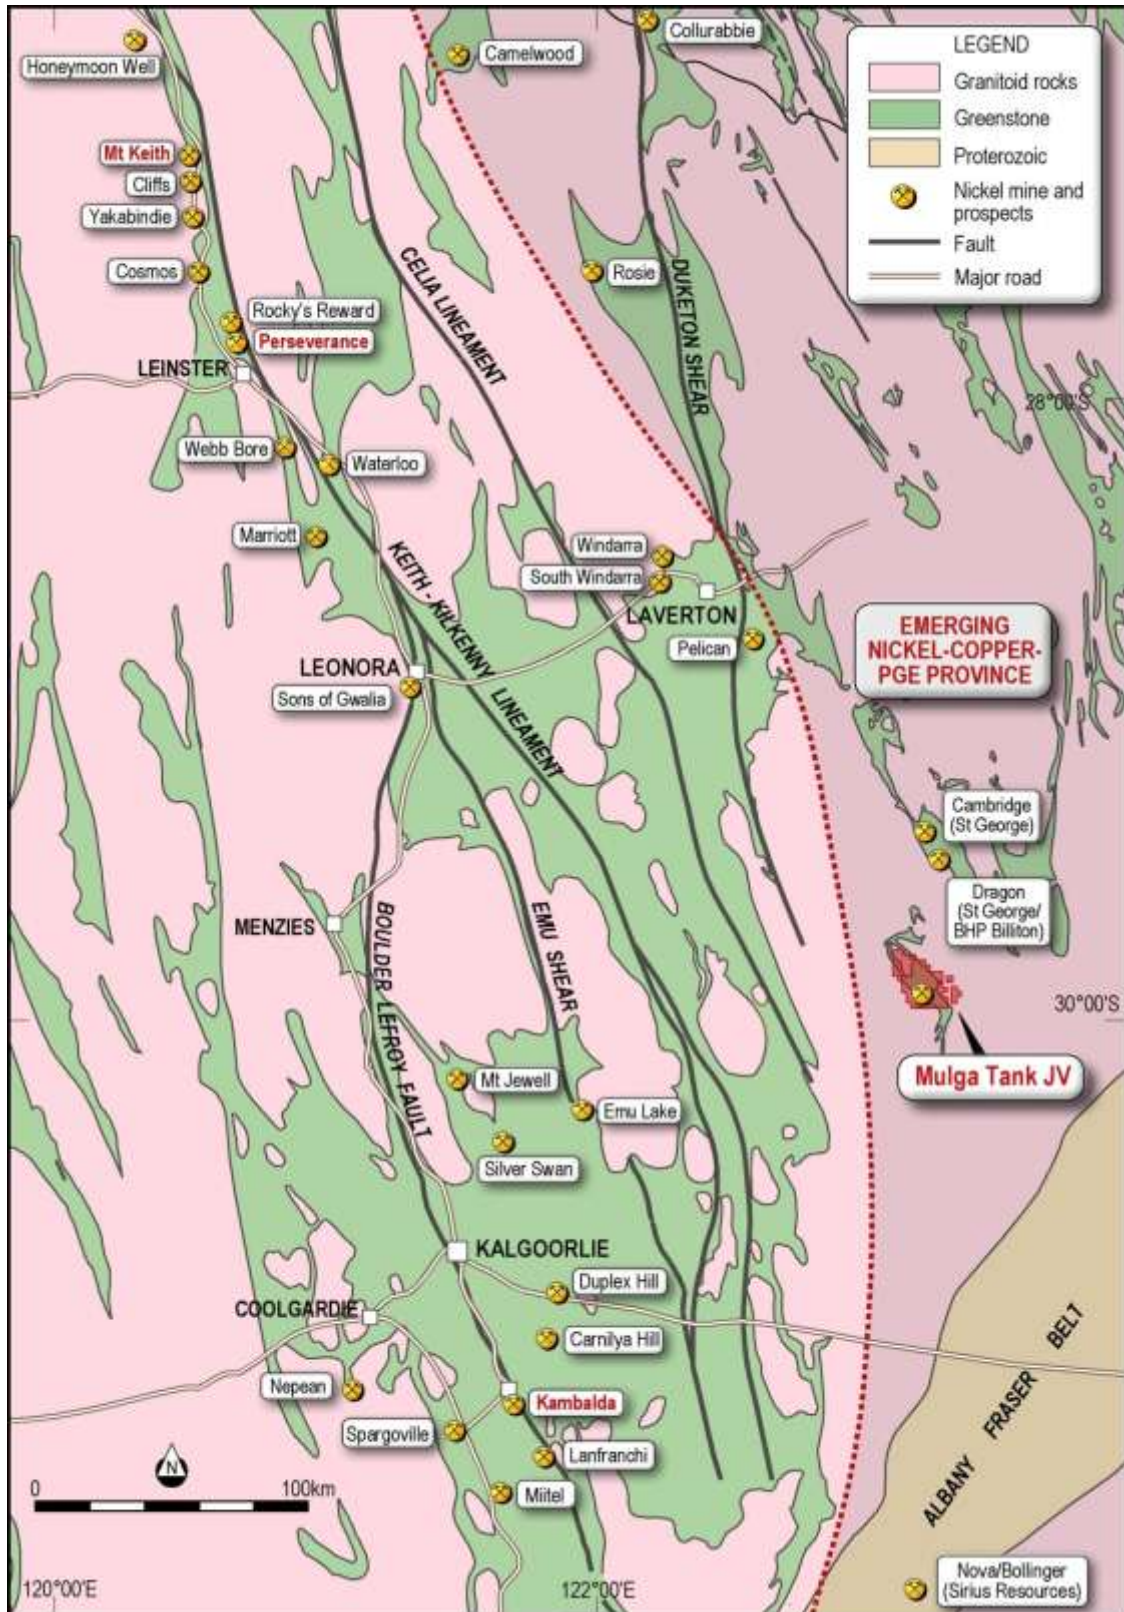 Collurabbie
Camelwood
Honeymoon Well
LEGEND
Granitoid rocks
Greenstone
Proterozoic
Nickel mine and
prospects
Fault
Major road
Mt Keith
Cliffs
Yakabindie
Cosmos
Rosie
CELIA LINEAMENT
DUKETON SHEAR
Rocky's Reward
Perseverance
LEINSTER
28°00'S
Webb Bore
Waterloo
Marriott
Windarra
South Windarra
KEITH - KILKENNY LINEAMENT
LAVERTON
Pelican
EMERGING
NICKEL-COPPER-
PGE PROVINCE
LEONORA
Sons of Gwalia
Cambridge
(St George)
Dragon
(St George/
BHP Billiton)
MENZIES
BOULDER LEFROY FAULT
EMU SHEAR
30°00'S
Mulga Tank JV
Mt Jewell
Emu Lake
Silver Swan
KALGOORLIE
Duplex Hill
COOLGARDIE
Carnilya Hill
Nepean
Kambalda
Spargoville
Lanfranchi
Miitel
ALBANY FRASER BELT
N
0 100km
120°00'E
122°00'E
Nova/Bollinger
(Sirius Resources)